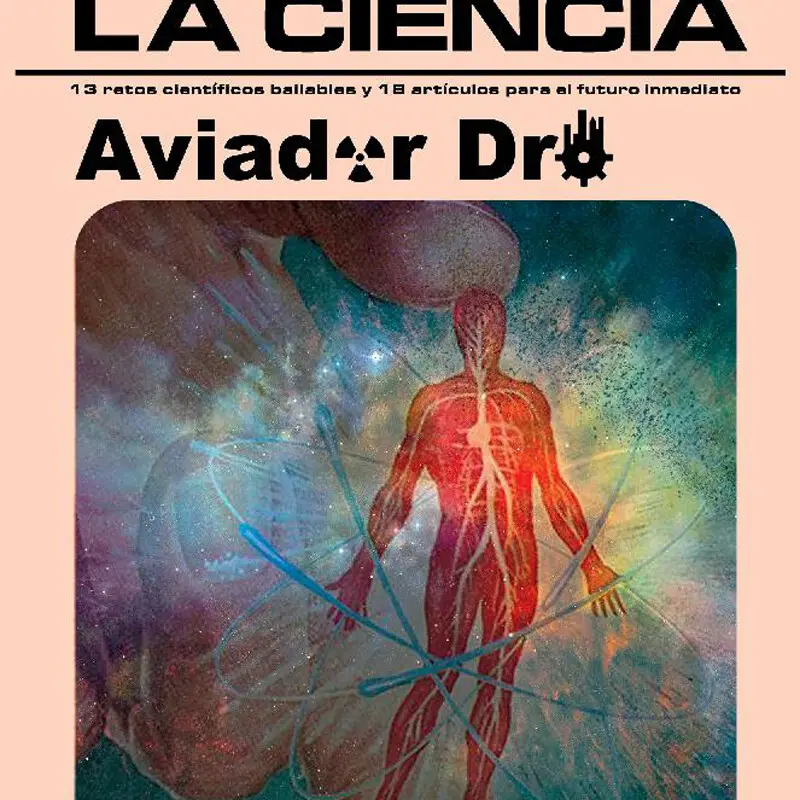 LA CIENCIA
13 retos científicos bailables y 18 artículos para el futuro inmediato
Aviador Dro